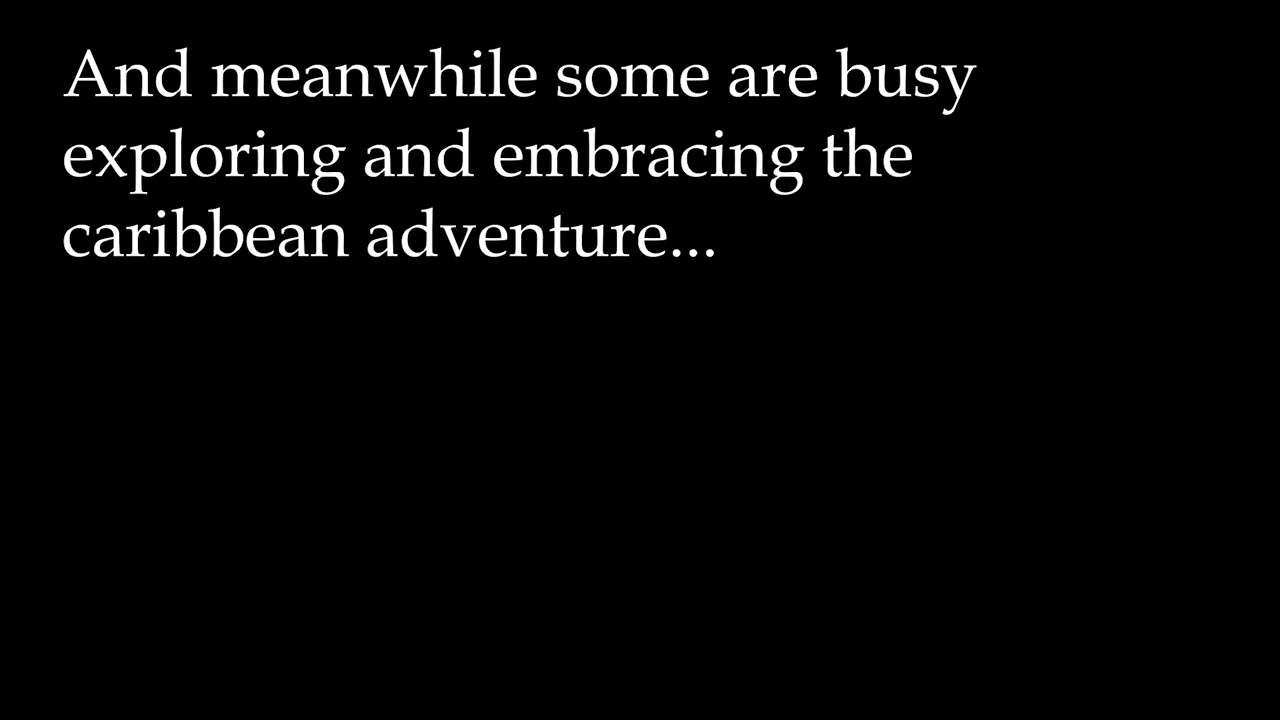 And meanwhile some are busy
exploring and embracing the
caribbean adventure...